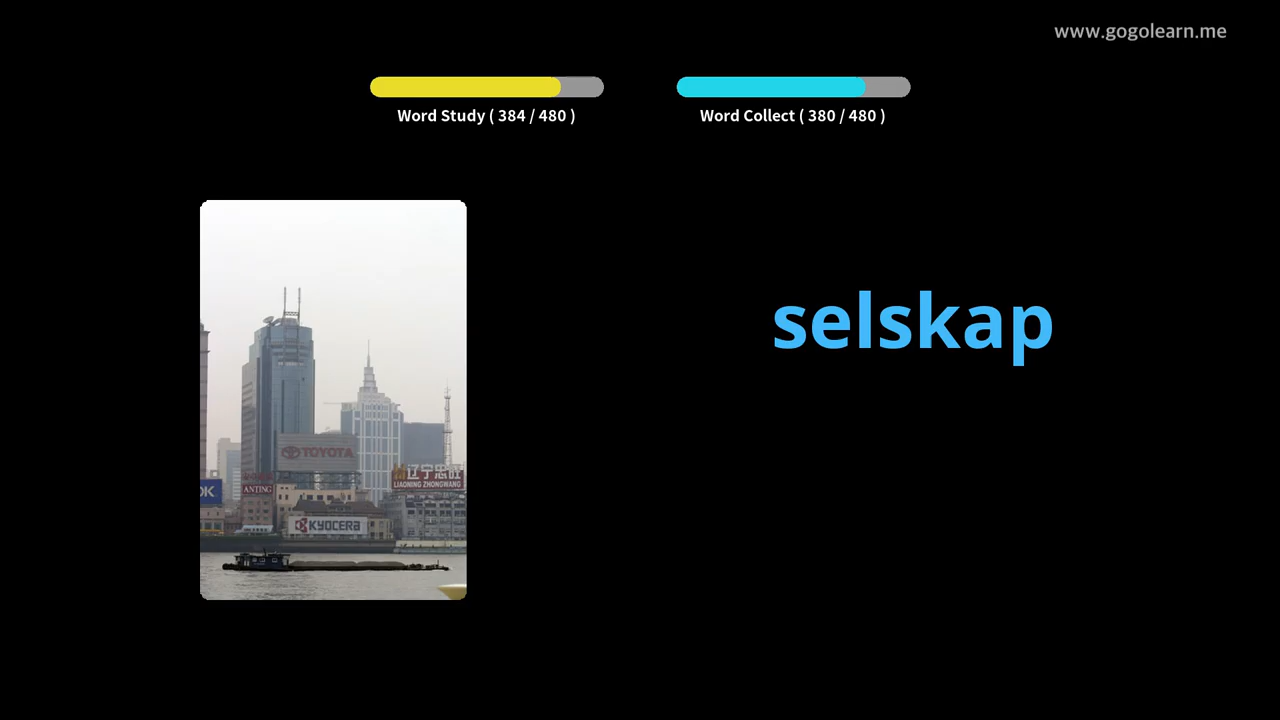 www.gogolearn.me
Word Study ( 384 / 480 )
Word Collect ( 380 / 480 )
selskap
TOYOTA
辽宁忠旺
LIAONING ZHONGWANG
ANTING
KYOCERA